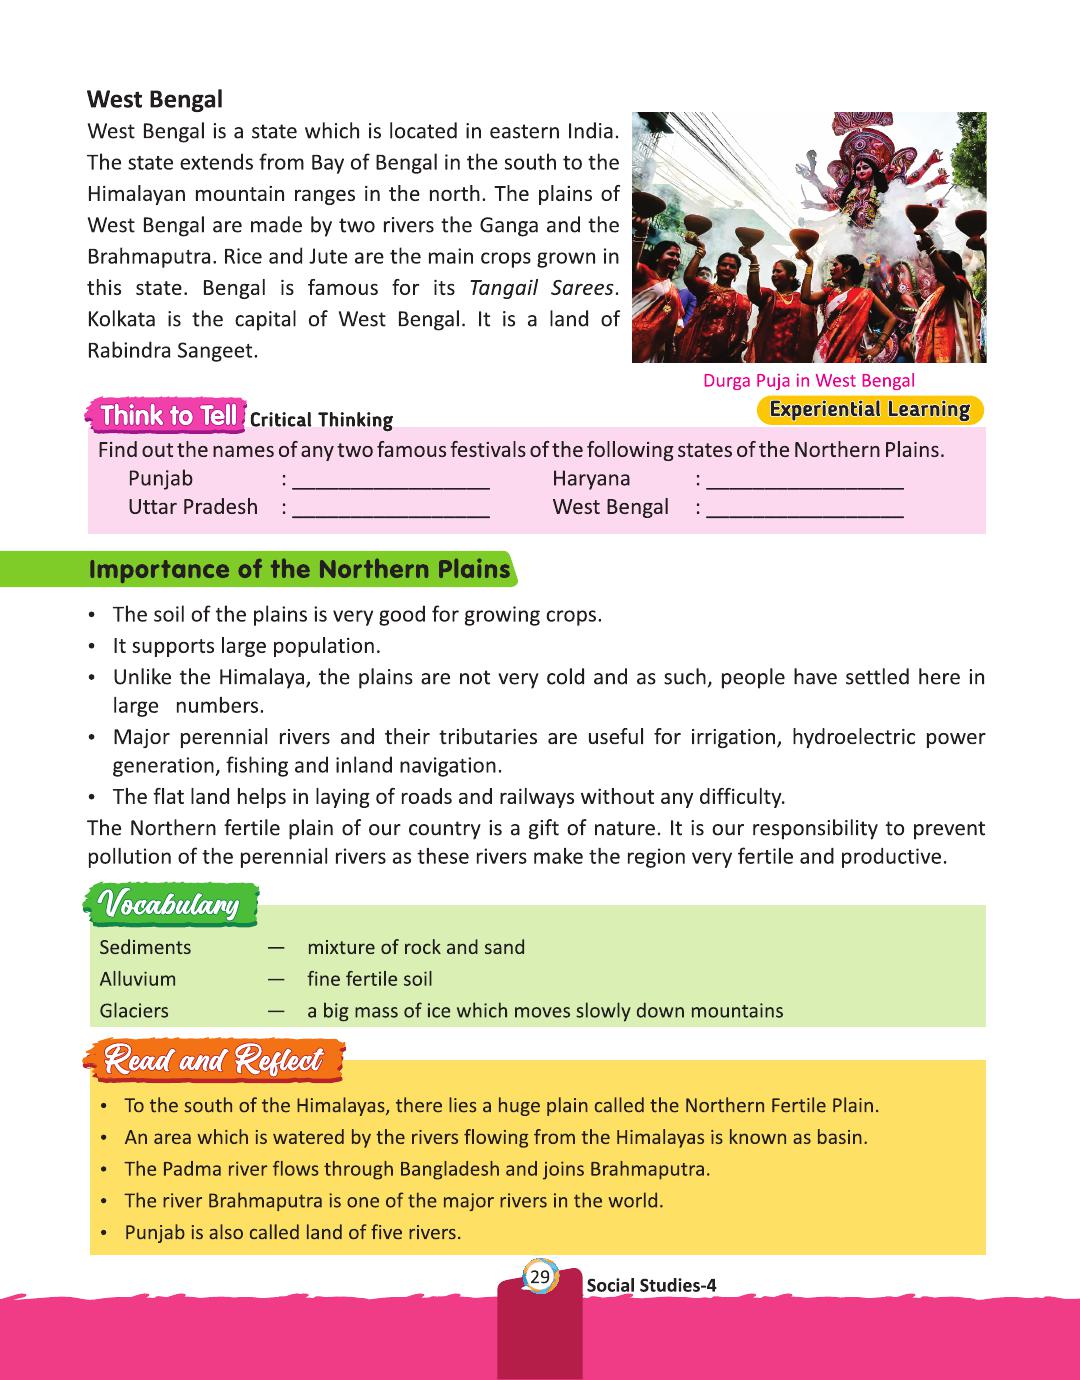 West Bengal
West Bengal is a state which is located in eastern India.
The state extends from Bay of Bengal in the south to the
Himalayan mountain ranges in the north. The plains of
West Bengal are made by two rivers the Ganga and the
Brahmaputra. Rice and Jute are the main crops grown in
this state. Bengal is famous for its Tangail Sarees.
Kolkata is the capital of West Bengal. It is a land of
Rabindra Sangeet.
Durga Puja in West Bengal
Think to Tell Critical Thinking Experiential Learning
Find out the names of any two famous festivals of the following states of the Northern Plains.
Punjab : __________________ Haryana : __________________
Uttar Pradesh : __________________ West Bengal : __________________
Importance of the Northern Plains
• The soil of the plains is very good for growing crops.
• It supports large population.
• Unlike the Himalaya, the plains are not very cold and as such, people have settled here in
large numbers.
• Major perennial rivers and their tributaries are useful for irrigation, hydroelectric power
generation, fishing and inland navigation.
• The flat land helps in laying of roads and railways without any difficulty.
The Northern fertile plain of our country is a gift of nature. It is our responsibility to prevent
pollution of the perennial rivers as these rivers make the region very fertile and productive.
Vocabulary
Sediments — mixture of rock and sand
Alluvium — fine fertile soil
Glaciers — a big mass of ice which moves slowly down mountains
Read and Reflect
• To the south of the Himalayas, there lies a huge plain called the Northern Fertile Plain.
• An area which is watered by the rivers flowing from the Himalayas is known as basin.
• The Padma river flows through Bangladesh and joins Brahmaputra.
• The river Brahmaputra is one of the major rivers in the world.
• Punjab is also called land of five rivers.
29 Social Studies-4